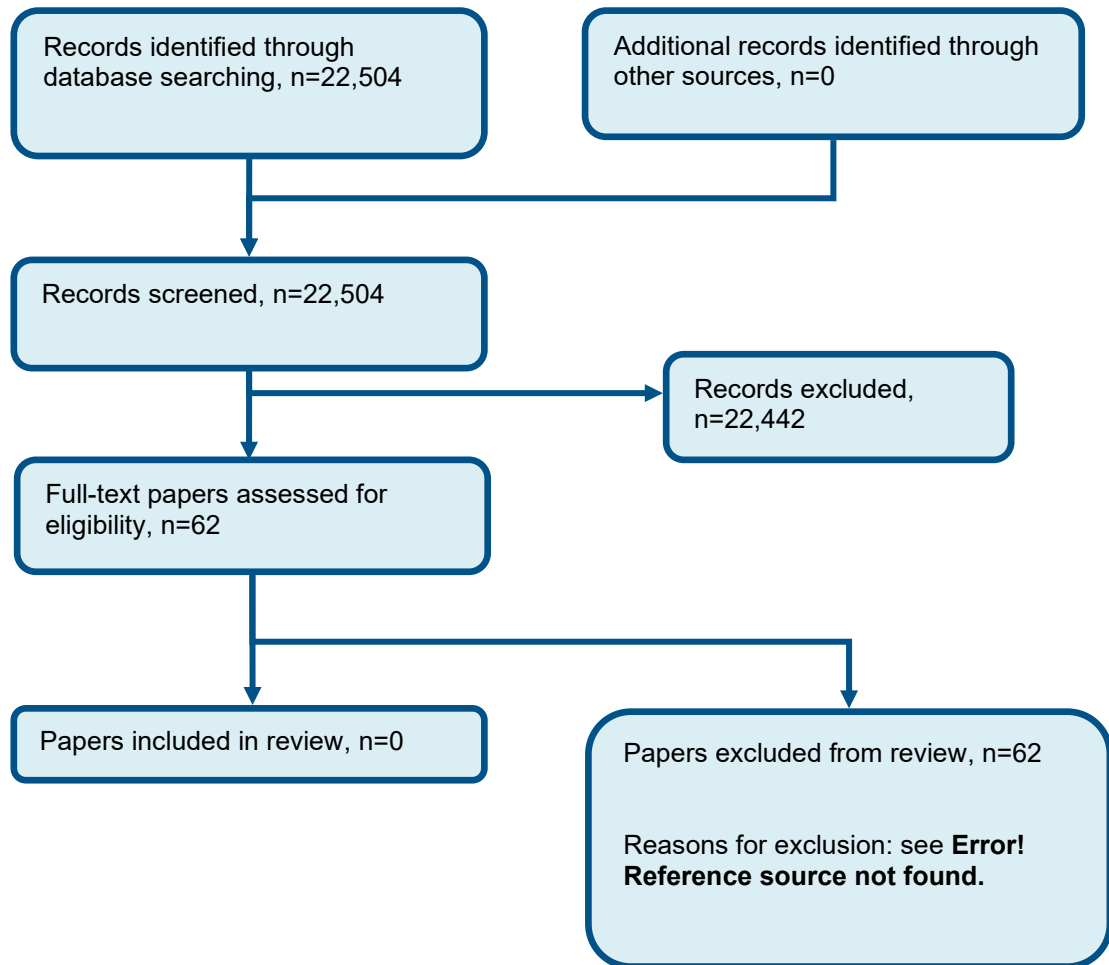 Records identified through
database searching, n=22,504
Additional records identified through
other sources, n=0
Records screened, n=22,504
Records excluded,
n=22,442
Full-text papers assessed for
eligibility, n=62
Papers included in review, n=0
Papers excluded from review, n=62
Reasons for exclusion: see Error!
Reference source not found.